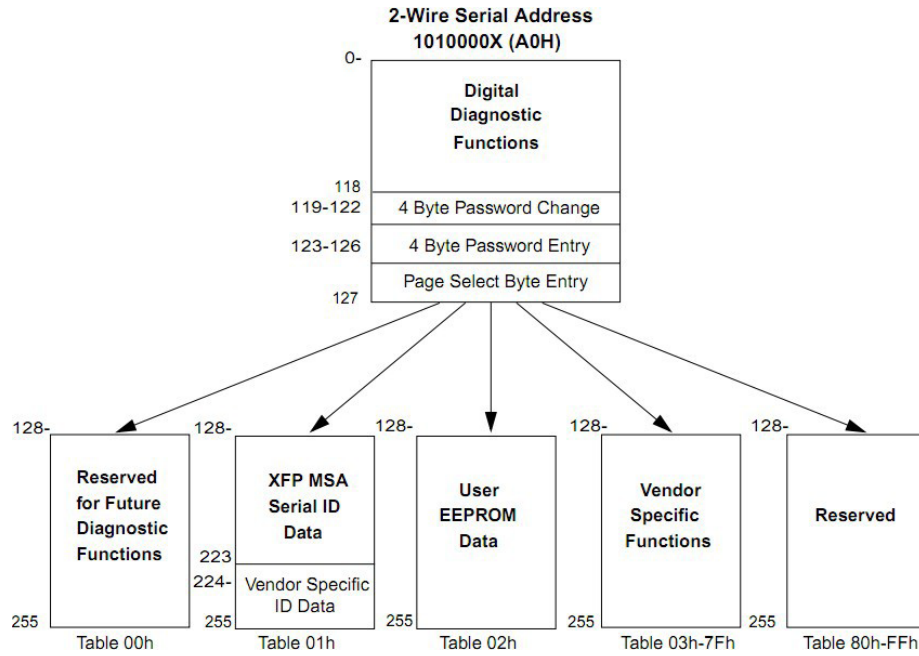 2-Wire Serial Address
1010000X (A0H)
0-
Digital
Diagnostic
Functions
118
119-122
4 Byte Password Change
123-126
4 Byte Password Entry
Page Select Byte Entry
127
128-
Reserved
for Future
Diagnostic
Functions
255
Table 00h
128-
XFP MSA
Serial ID
Data
223
224-
Vendor Specific
ID Data
255
Table 01h
128-
User
EEPROM
Data
255
Table 02h
128-
Vendor
Specific
Functions
255
Table 03h-7Fh
128-
Reserved
255
Table 80h-FFh